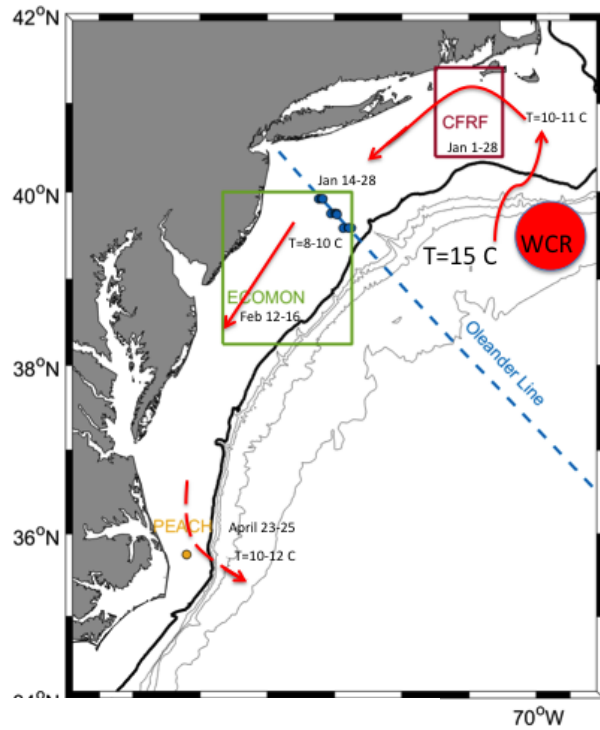 42°N
CFRF
T=10-11 C
Jan 1-28
Jan 14-28
40°N
T=8-10 C
T=15 C
WCR
ECOMON
Feb 12-16
Oleander Line
38°N
PEACH
April 23-25
36°N
T=10-12 C
34°N
70°W